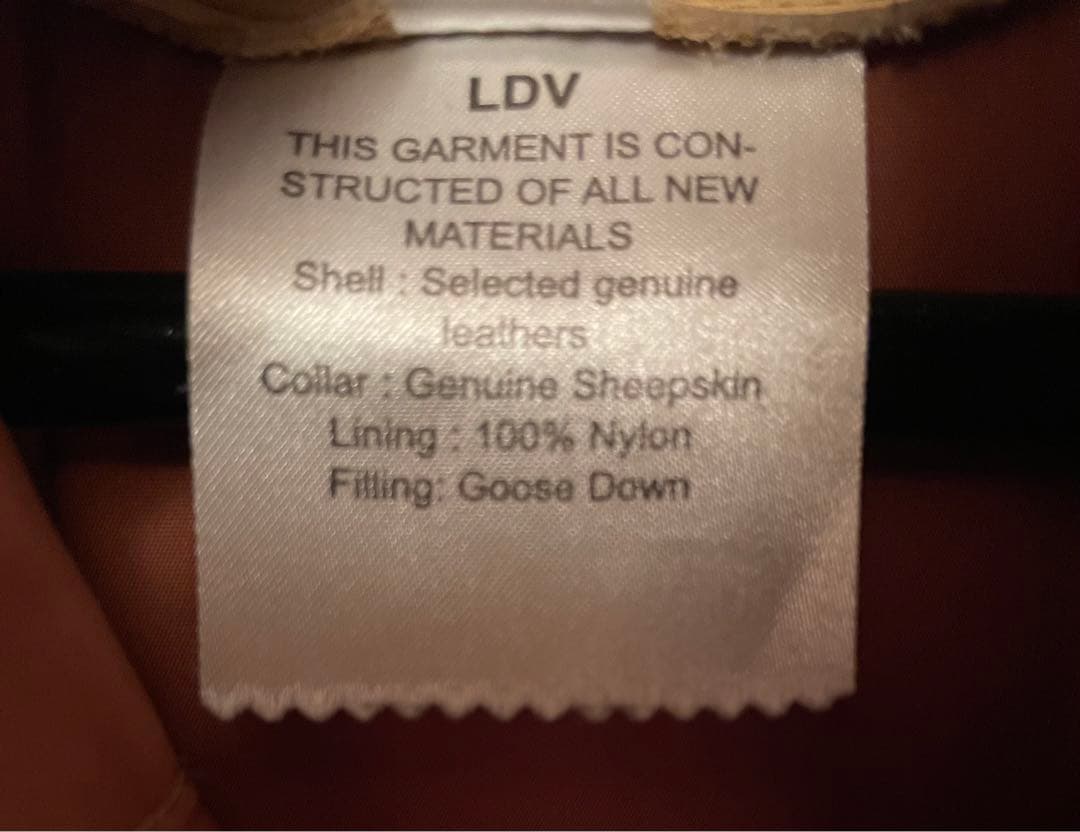 LDV
THIS GARMENT IS CON-
STRUCTED OF ALL NEW
MATERIALS
Shell : Selected genuine
leathers
Collar : Genuine Sheepskin
Lining : 100% Nylon
Filling: Goose Down